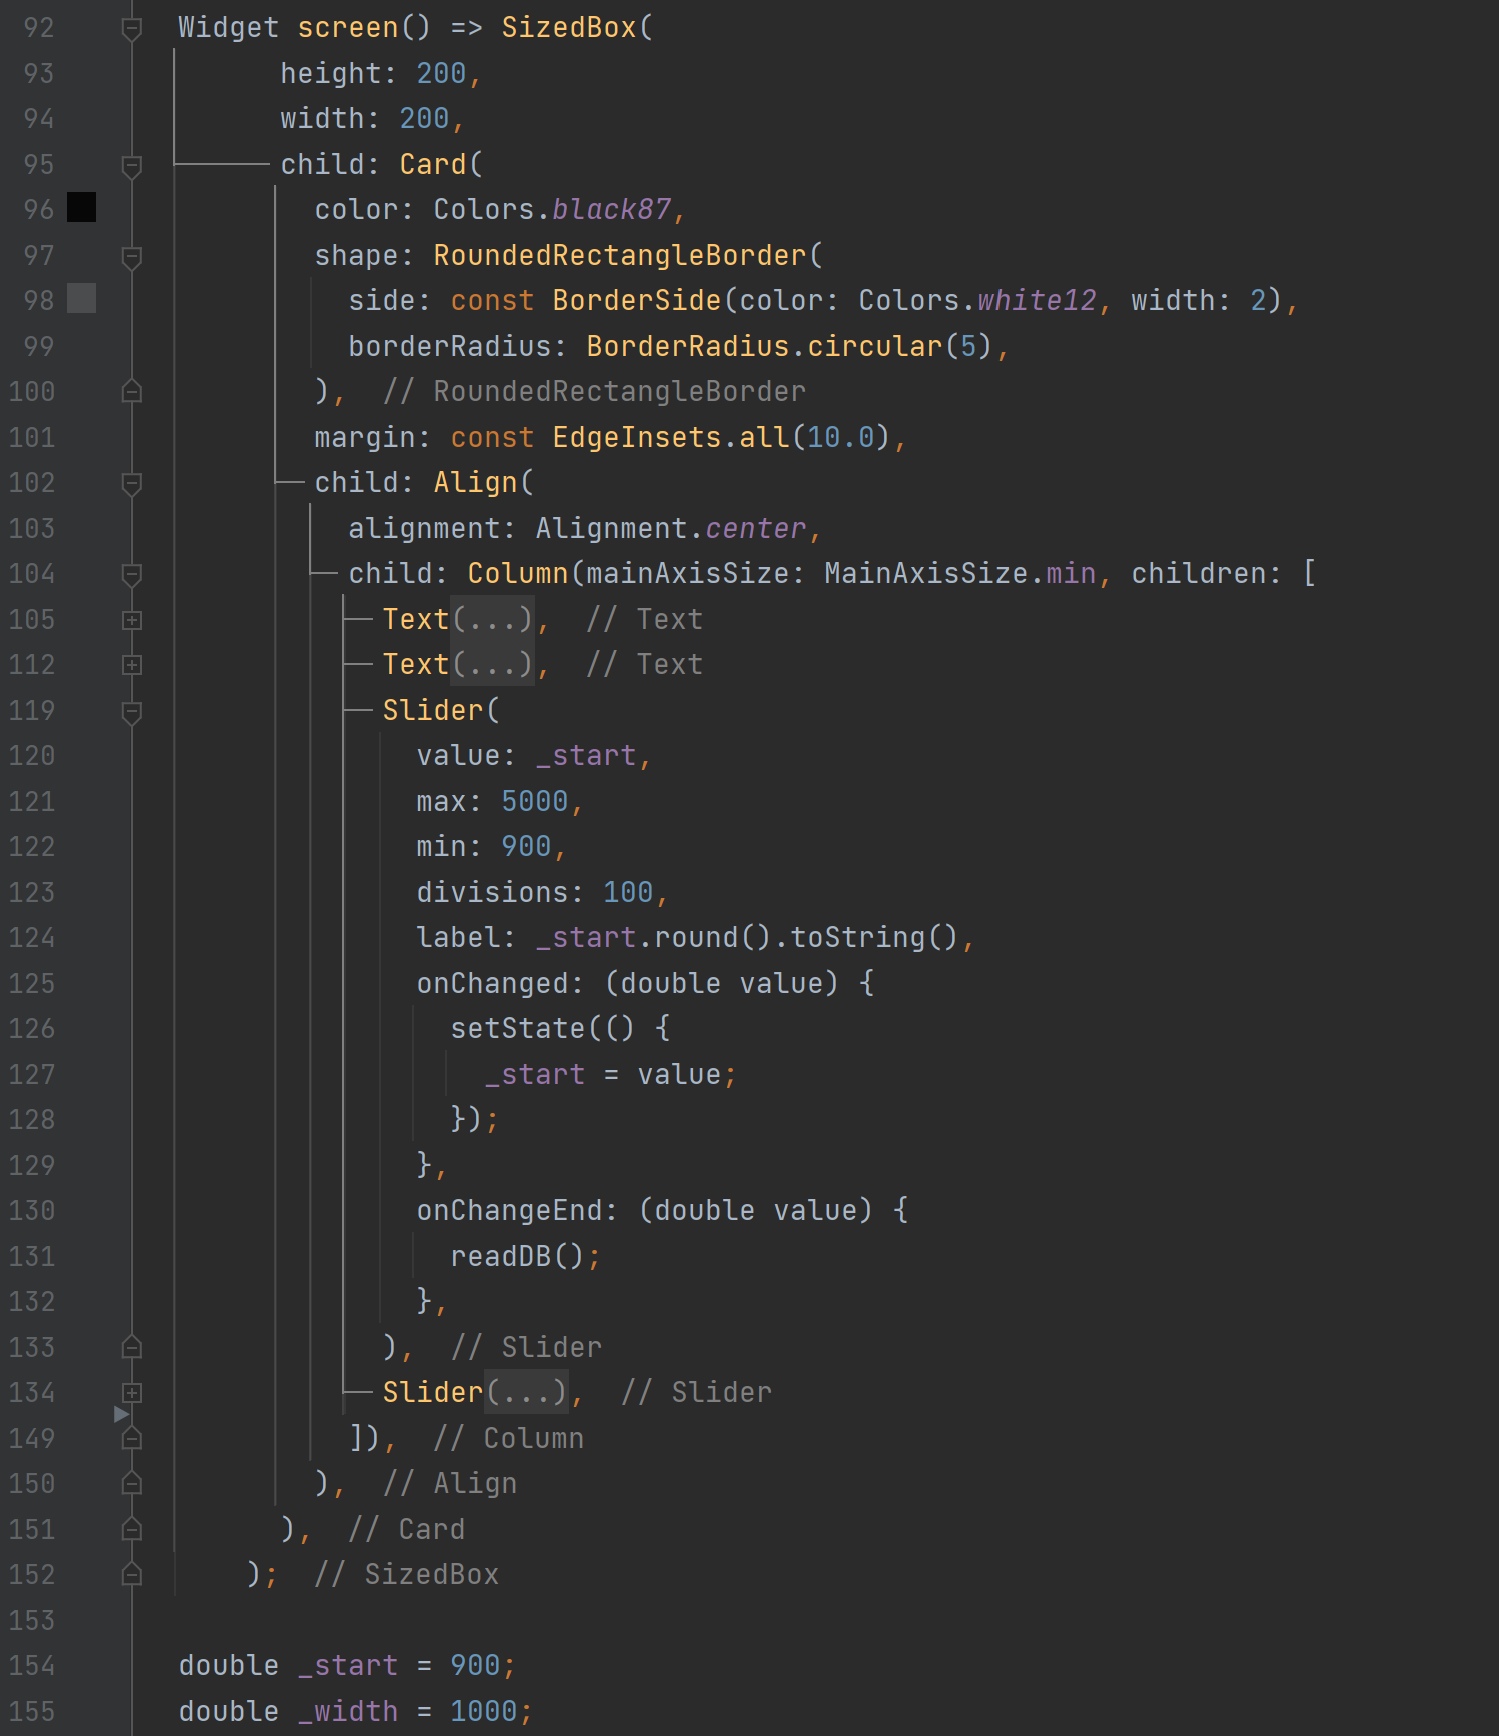 92 Widget screen() => SizedBox(
93 height: 200,
94 width: 200,
95 child: Card(
96 color: Colors.black87,
97 shape: RoundedRectangleBorder(
98 side: const BorderSide(color: Colors.white12, width: 2),
99 borderRadius: BorderRadius.circular(5),
100 ), // RoundedRectangleBorder
101 margin: const EdgeInsets.all(10.0),
102 child: Align(
103 alignment: Alignment.center,
104 child: Column(mainAxisSize: MainAxisSize.min, children: [
105 Text(...), // Text
112 Text(...), // Text
119 Slider(
120 value: _start,
121 max: 5000,
122 min: 900,
123 divisions: 100,
124 label: _start.round().toString(),
125 onChanged: (double value) {
126 setState(() {
127 _start = value;
128 });
129 },
130 onChangeEnd: (double value) {
131 readDB();
132 },
133 ), // Slider
134 Slider(...), // Slider
149 ]), // Column
150 ), // Align
151 ), // Card
152 ); // SizedBox
153
154 double _start = 900;
155 double _width = 1000;